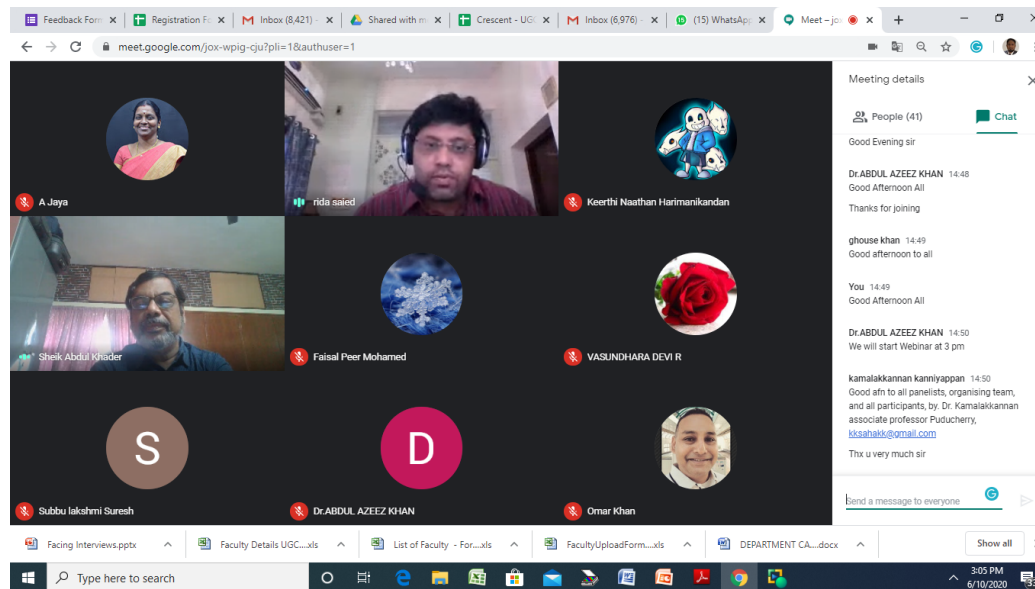 Feedback Form
Registration Fo
Inbox (8,421) -
Shared with m
Crescent - UGC
Inbox (6,976) -
(15) WhatsApp
Meet – jo
meet.google.com/jox-wpig-cju?pli=1&authuser=1
A Jaya
rida saied
Keerthi Naathan Harimanikandan
Sheik Abdul Khader
Faisal Peer Mohamed
VASUNDHARA DEVI R
S
D
Subbu lakshmi Suresh
Dr.ABDUL AZEEZ KHAN
Omar Khan
Meeting details
People (41)
Chat
Good Evening sir
Dr.ABDUL AZEEZ KHAN 14:48
Good Afternoon All
Thanks for joining
ghouse khan 14:49
Good afternoon to all
You 14:49
Good Afternoon All
Dr.ABDUL AZEEZ KHAN 14:50
We will start Webinar at 3 pm
kamalakkannan kanniyappan 14:50
Good afn to all panelists, organising team,
and all participants, by. Dr. Kamalakkannan
associate professor Puducherry,
kksahakk@gmail.com
Thx u very much sir
Send a message to everyone
Facing Interviews.pptx
Faculty Details UGC....xls
List of Faculty - For....xls
FacultyUploadForm....xls
DEPARTMENT CA....docx
Show all
Type here to search
3:05 PM
6/10/2020